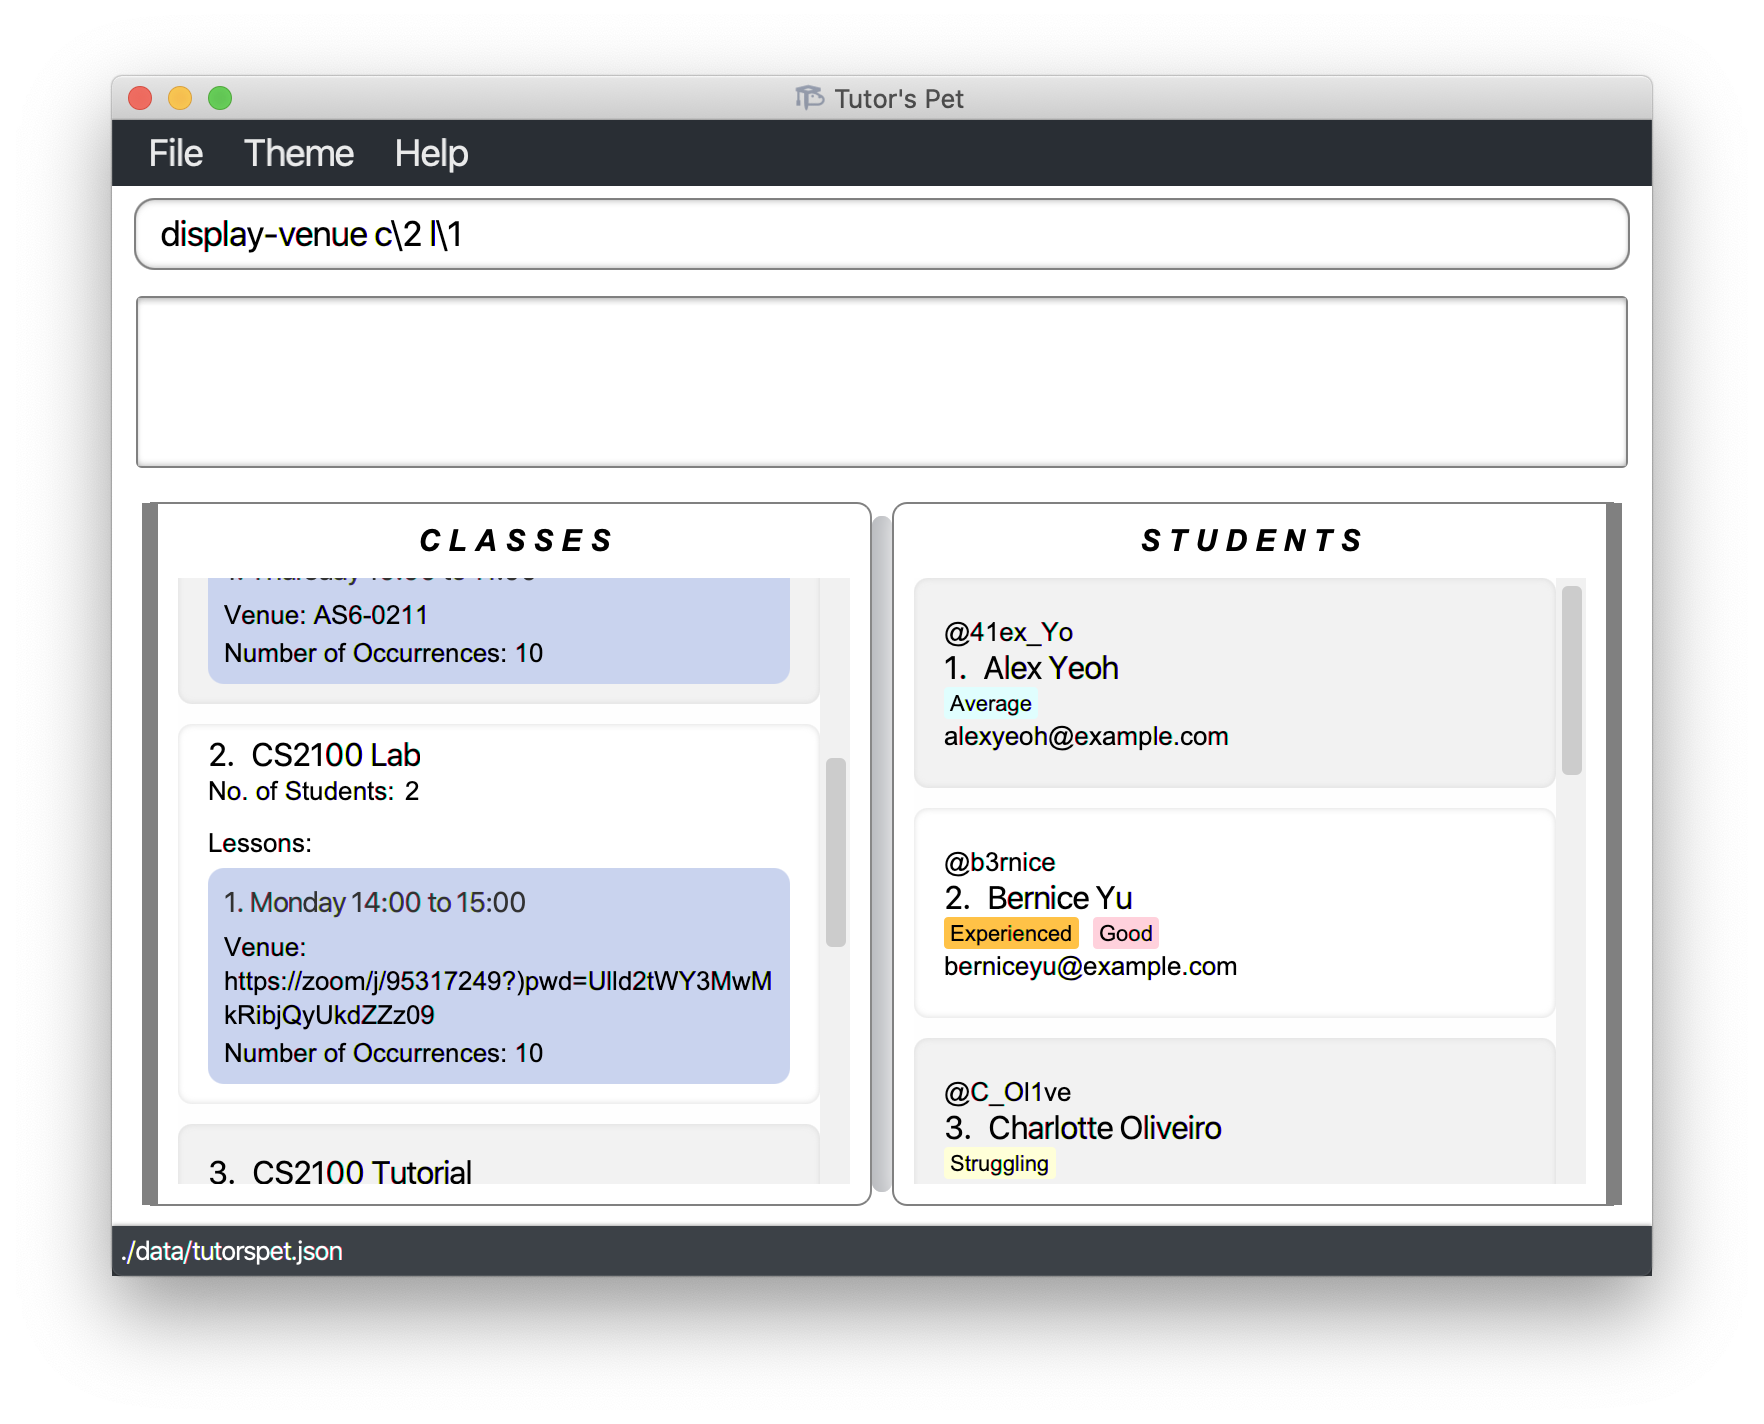 Tutor's Pet
File Theme Help
display-venue c\2 l\1
CLASSES
Venue: AS6-0211
Number of Occurrences: 10
2. CS2100 Lab
No. of Students: 2
Lessons:
1. Monday 14:00 to 15:00
Venue:
https://zoom/j/95317249?)pwd=Ulld2tWY3MwM
kRibjQyUkdZZz09
Number of Occurrences: 10
3. CS2100 Tutorial
STUDENTS
@41ex_Yo
1. Alex Yeoh
Average
alexyeoh@example.com
@b3rnice
2. Bernice Yu
Experienced Good
berniceyu@example.com
@C_Ol1ve
3. Charlotte Oliveiro
Struggling
./data/tutorspet.json